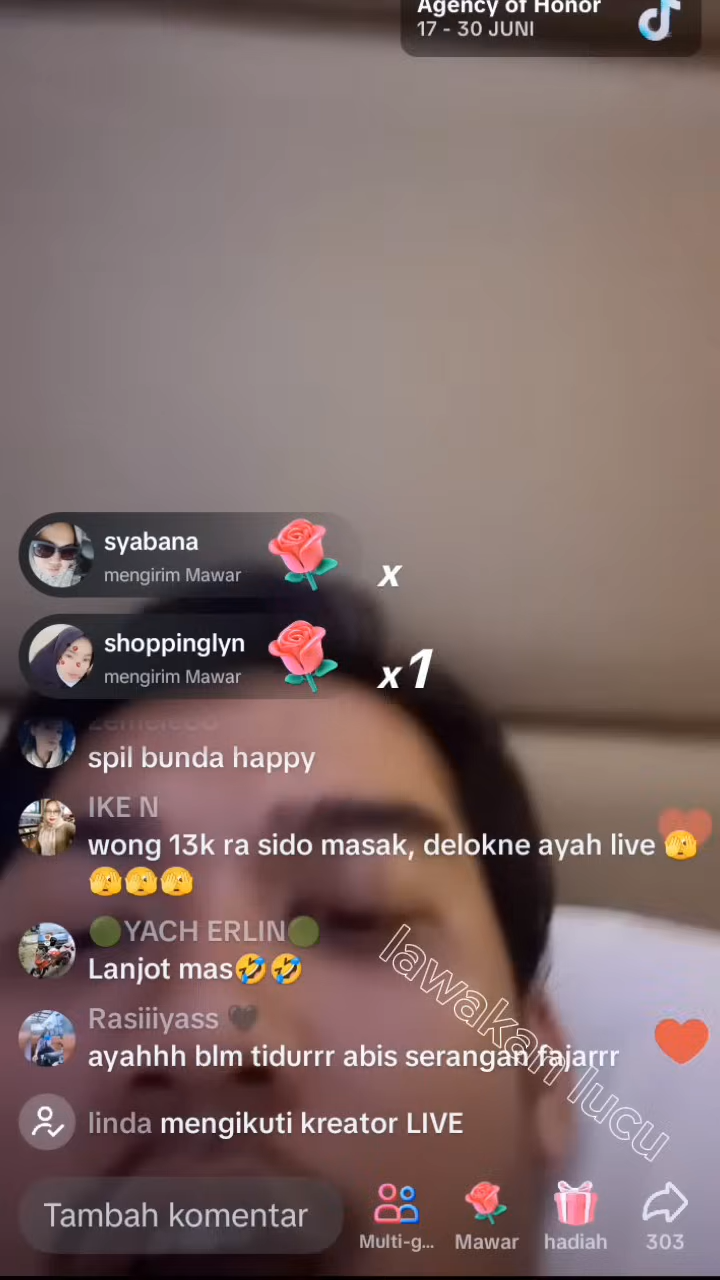 Agency of Honor
17 - 30 JUNI
syabana
mengirim Mawar
x
shoppinglyn
mengirim Mawar
x1
spil bunda happy
IKE N
wong 13k ra sido masak, delokne ayah live 🫣
🫣🫣🫣
🟢YACH ERLIN🟢
Lanjot mas🤣🤣
Rasiiiyass 🖤
ayahhh blm tidurrr abis serangan fajarrr
lawakan lucu
linda mengikuti kreator LIVE
Tambah komentar
Multi-g...
Mawar
hadiah
303